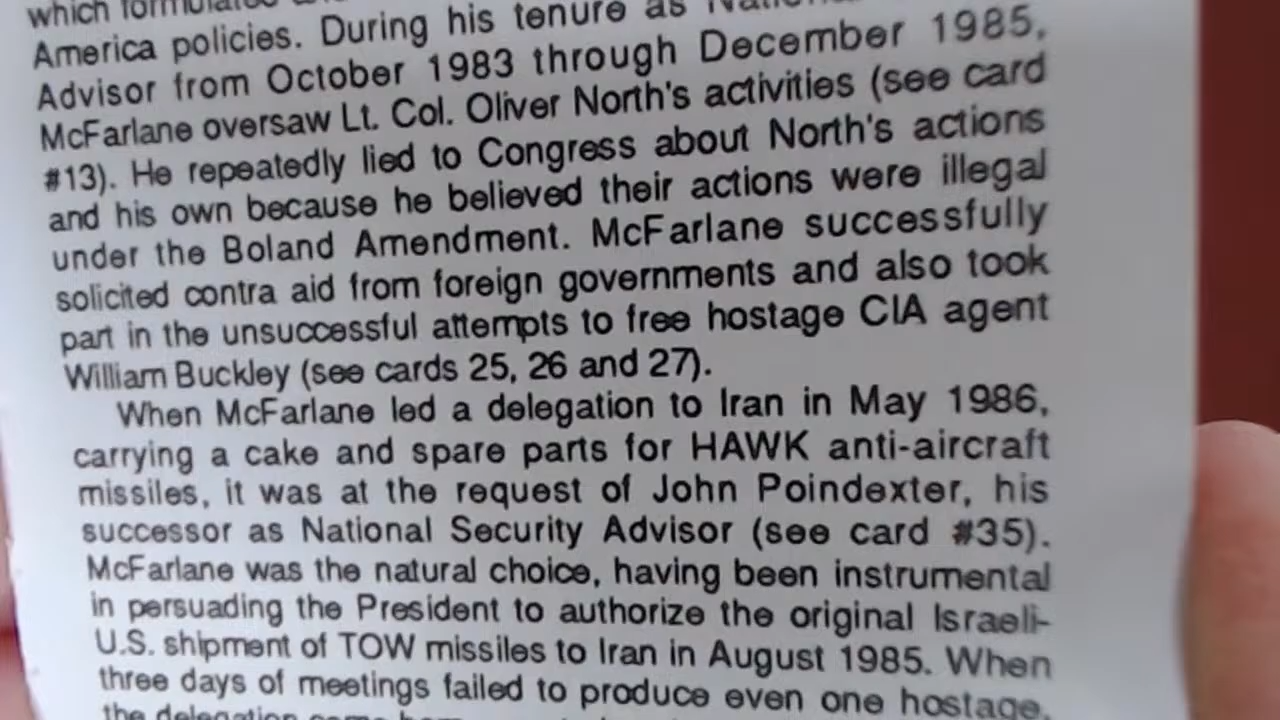 which formulated
America policies. During his tenure as National
Advisor from October 1983 through December 1985,
McFarlane oversaw Lt. Col. Oliver North's activities (see card
#13). He repeatedly lied to Congress about North's actions
and his own because he believed their actions were illegal
under the Boland Amendment. McFarlane successfully
solicited contra aid from foreign governments and also took
part in the unsuccessful attempts to free hostage CIA agent
William Buckley (see cards 25, 26 and 27).
When McFarlane led a delegation to Iran in May 1986,
carrying a cake and spare parts for HAWK anti-aircraft
missiles, it was at the request of John Poindexter, his
successor as National Security Advisor (see card #35).
McFarlane was the natural choice, having been instrumental
in persuading the President to authorize the original Israeli-
U.S. shipment of TOW missiles to Iran in August 1985. When
three days of meetings failed to produce even one hostage,
the delegation came